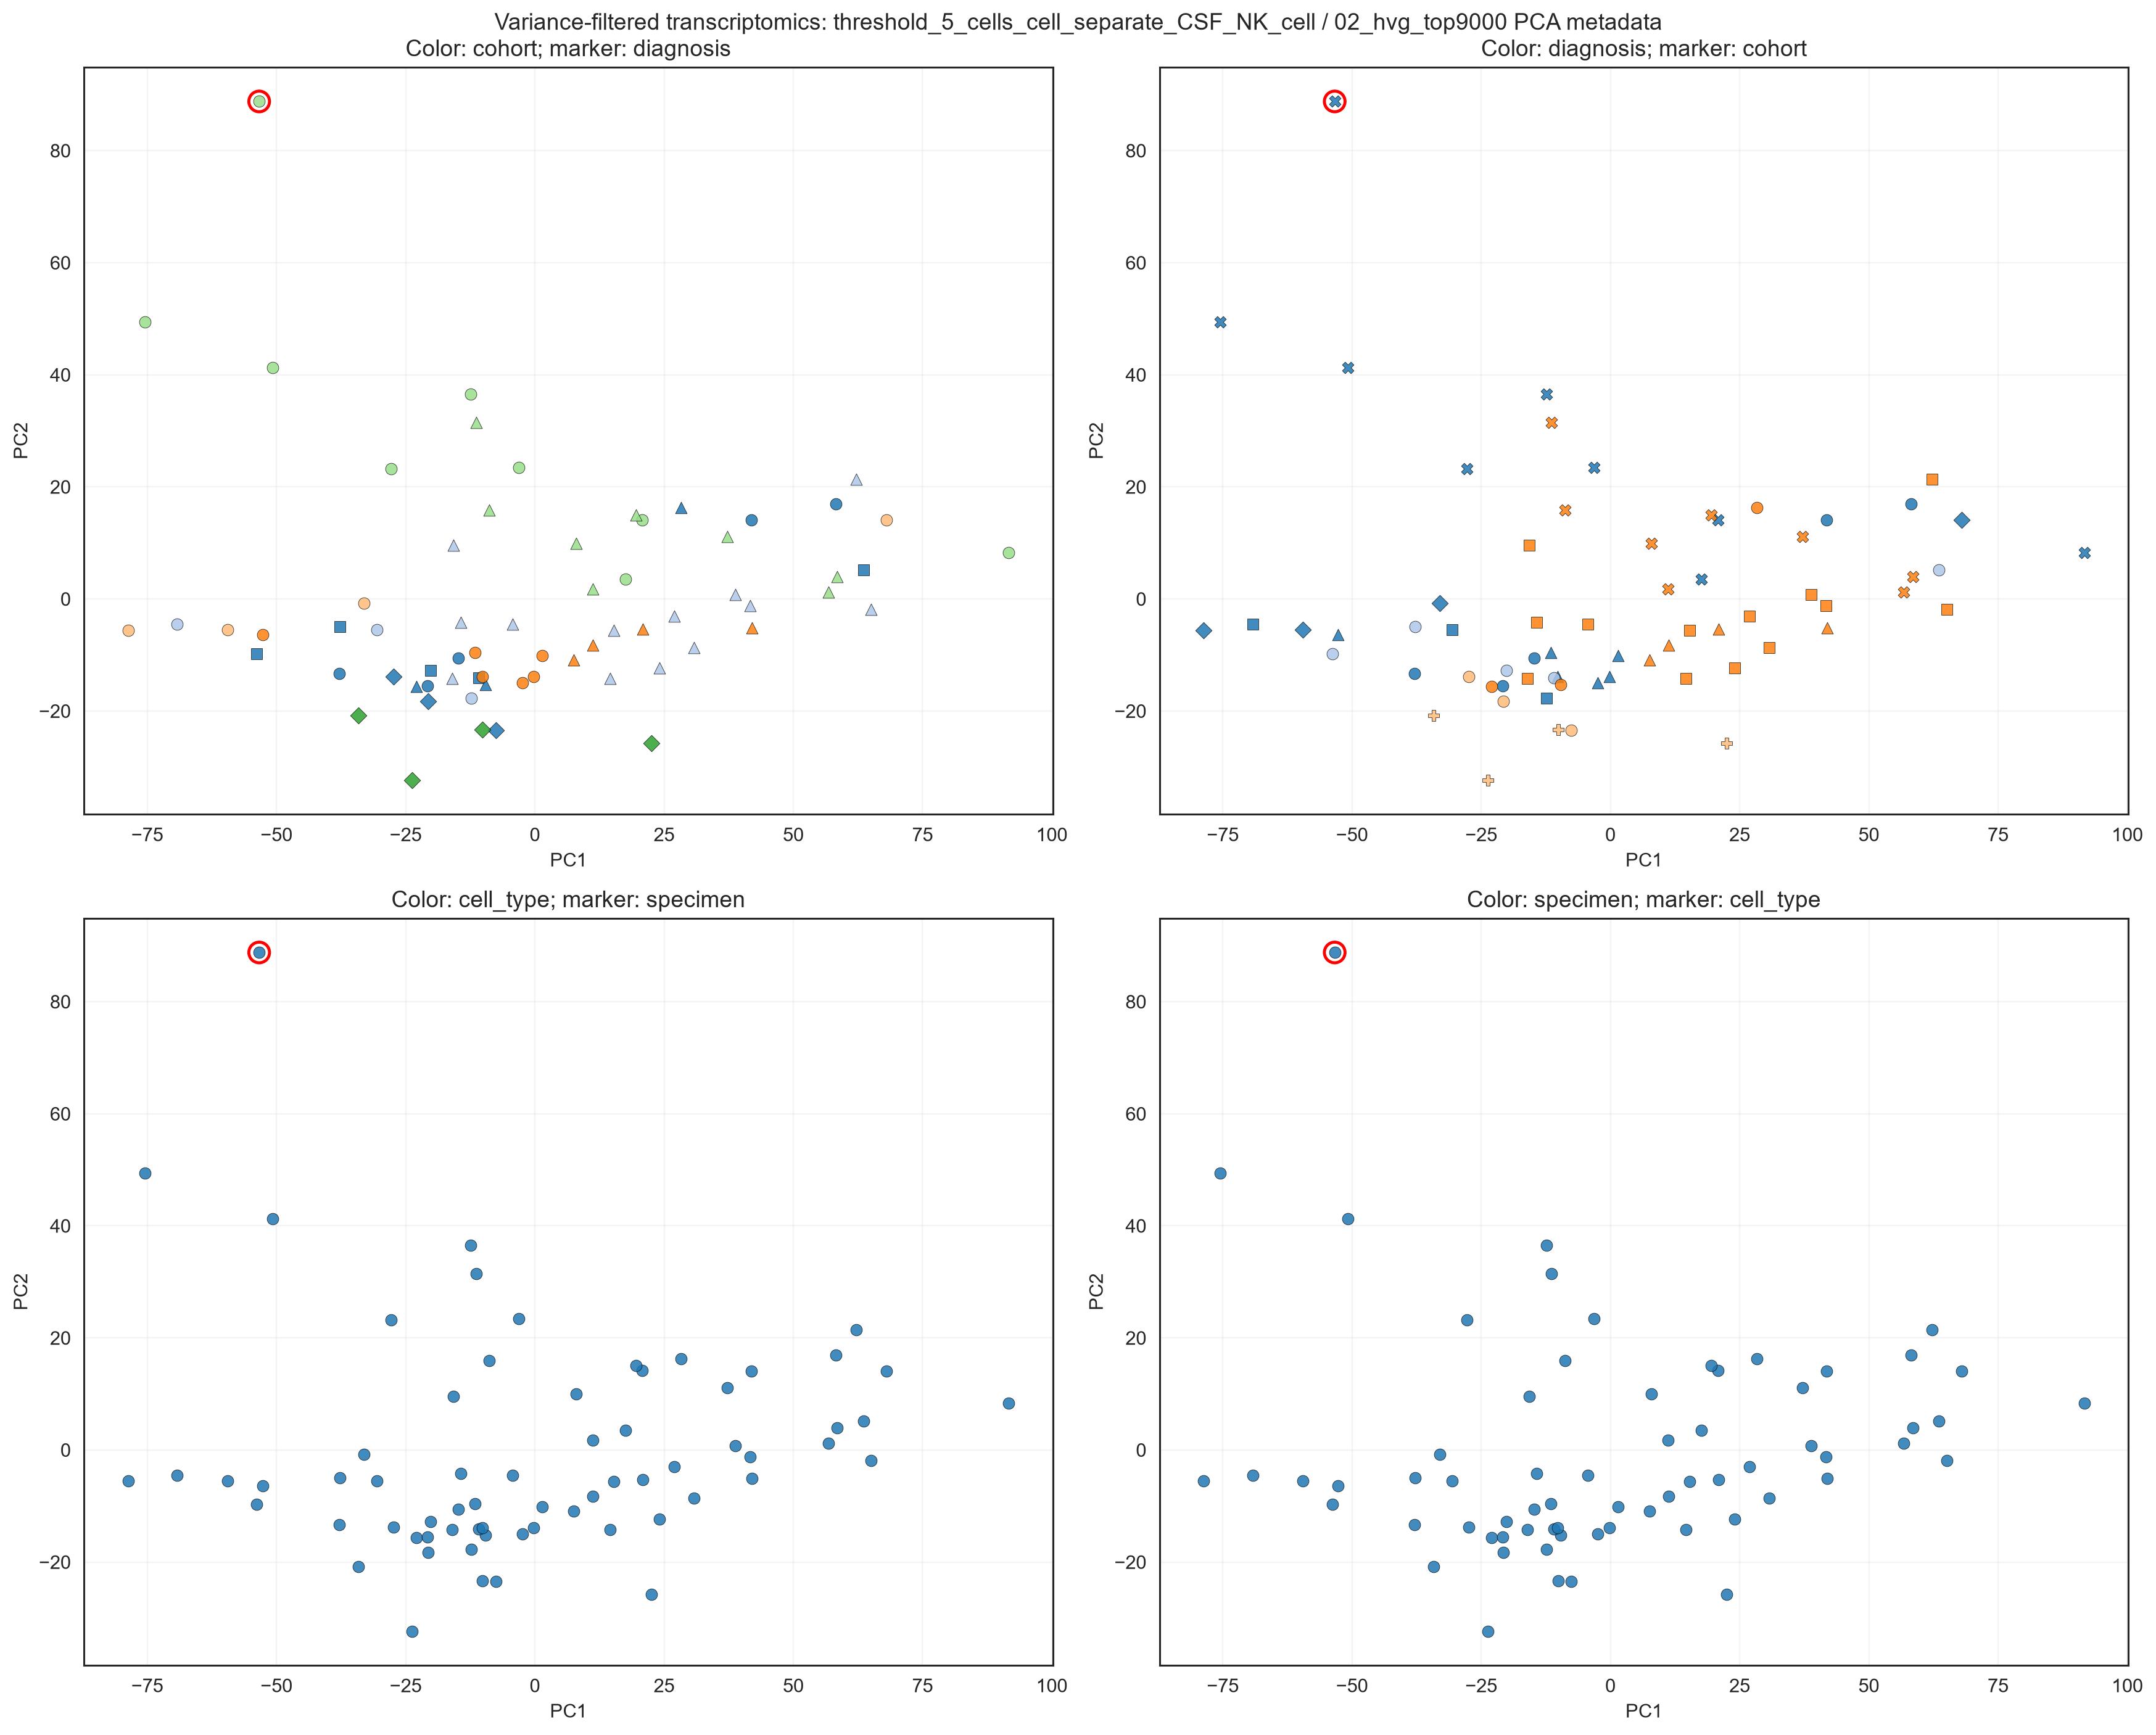 Variance-filtered transcriptomics: threshold_5_cells_cell_separate_CSF_NK_cell / 02_hvg_top9000 PCA metadata
Color: cohort; marker: diagnosis
80
60
40
20
0
−20
PC2
−75 −50 −25 0 25 50 75 100
PC1
Color: diagnosis; marker: cohort
80
60
40
20
0
−20
PC2
−75 −50 −25 0 25 50 75 100
PC1
Color: cell_type; marker: specimen
80
60
40
20
0
−20
PC2
−75 −50 −25 0 25 50 75 100
PC1
Color: specimen; marker: cell_type
80
60
40
20
0
−20
PC2
−75 −50 −25 0 25 50 75 100
PC1